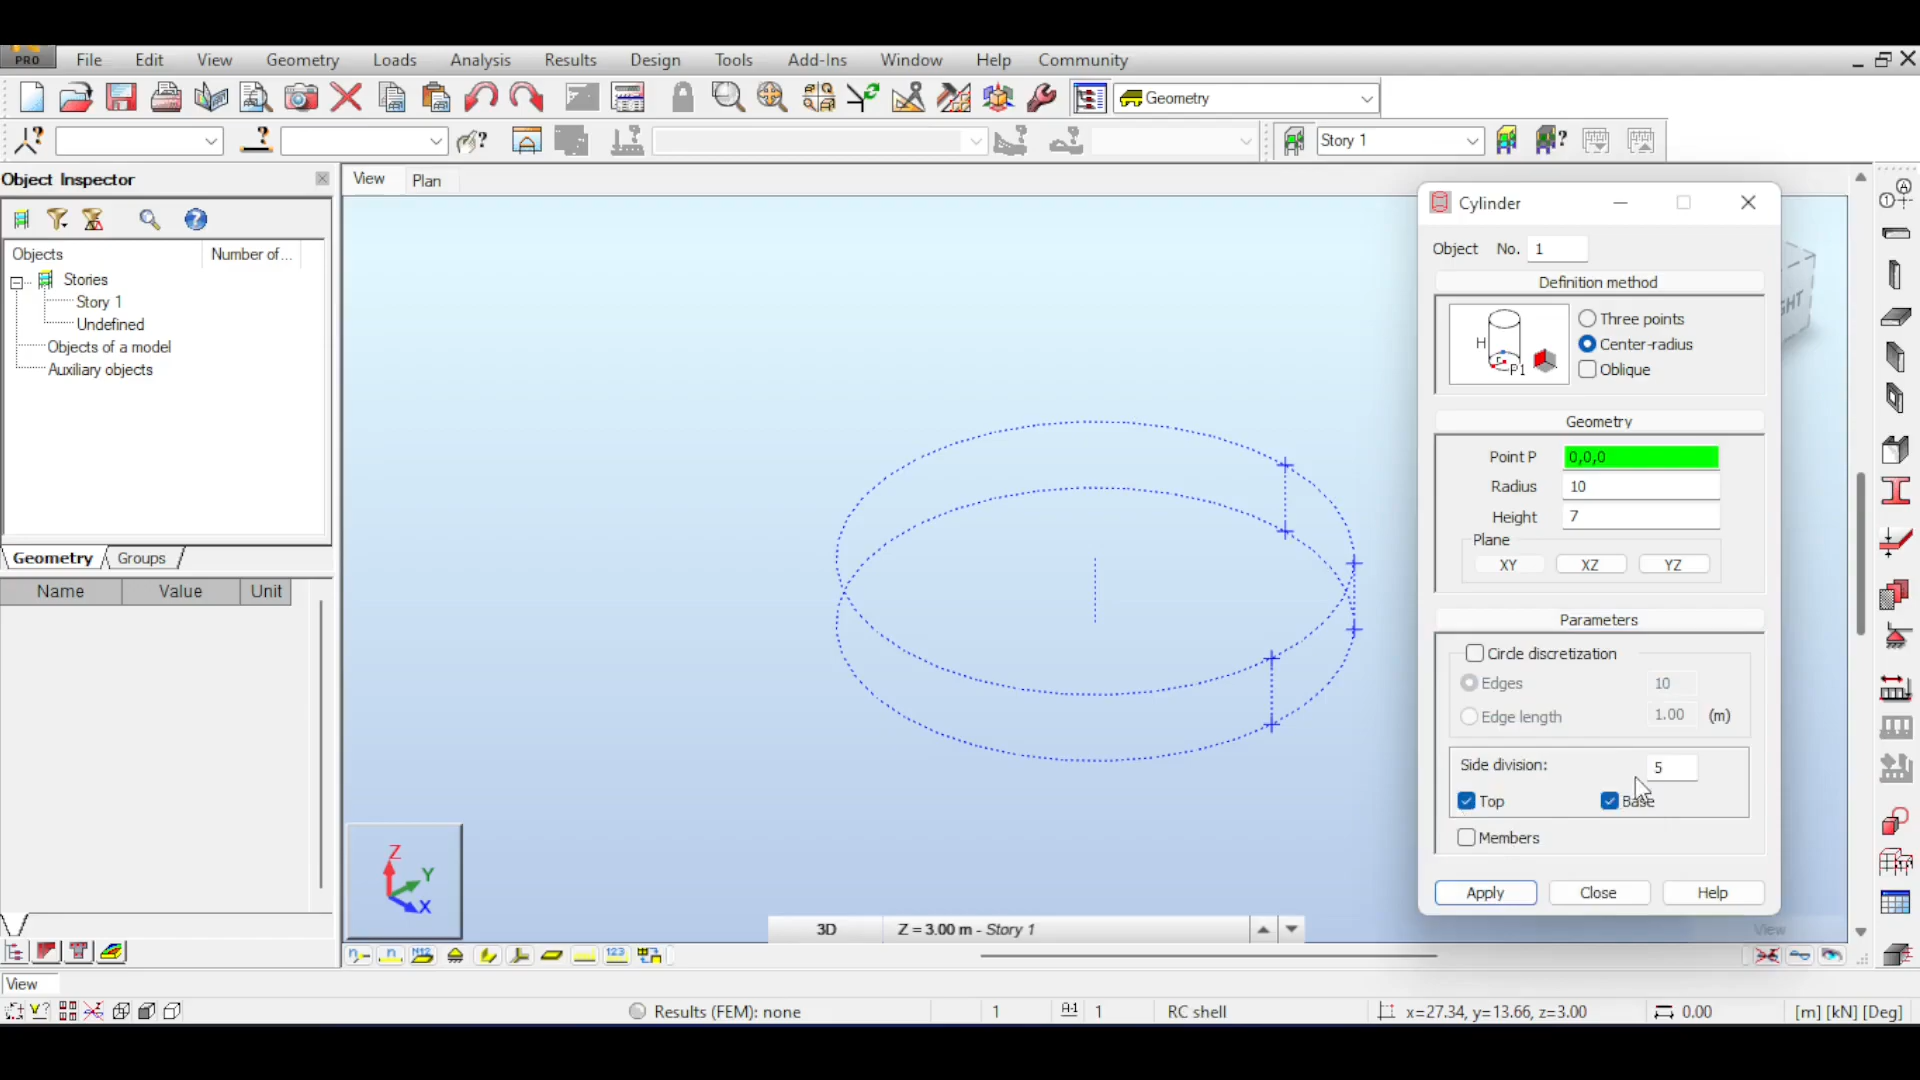 PRO File Edit View Geometry Loads Analysis Results Design Tools Add-Ins Window Help Community
Geometry
Story 1
Object Inspector
View Plan
Objects Number of...
Stories
Story 1
Undefined
Objects of a model
Auxiliary objects
Geometry Groups
Name Value Unit
Cylinder
Object No. 1
Definition method
H
P1
Three points
Center-radius
Oblique
Geometry
Point P 0,0,0
Radius 10
Height 7
Plane
XY XZ YZ
Parameters
Circle discretization
Edges 10
Edge length 1.00 (m)
Side division: 5
Top Base
Members
Apply Close Help
Z
Y
X
3D Z = 3.00 m - Story 1
View
View
Results (FEM): none 1 1 RC shell x=27.34, y=13.66, z=3.00 0.00 [m] [kN] [Deg]